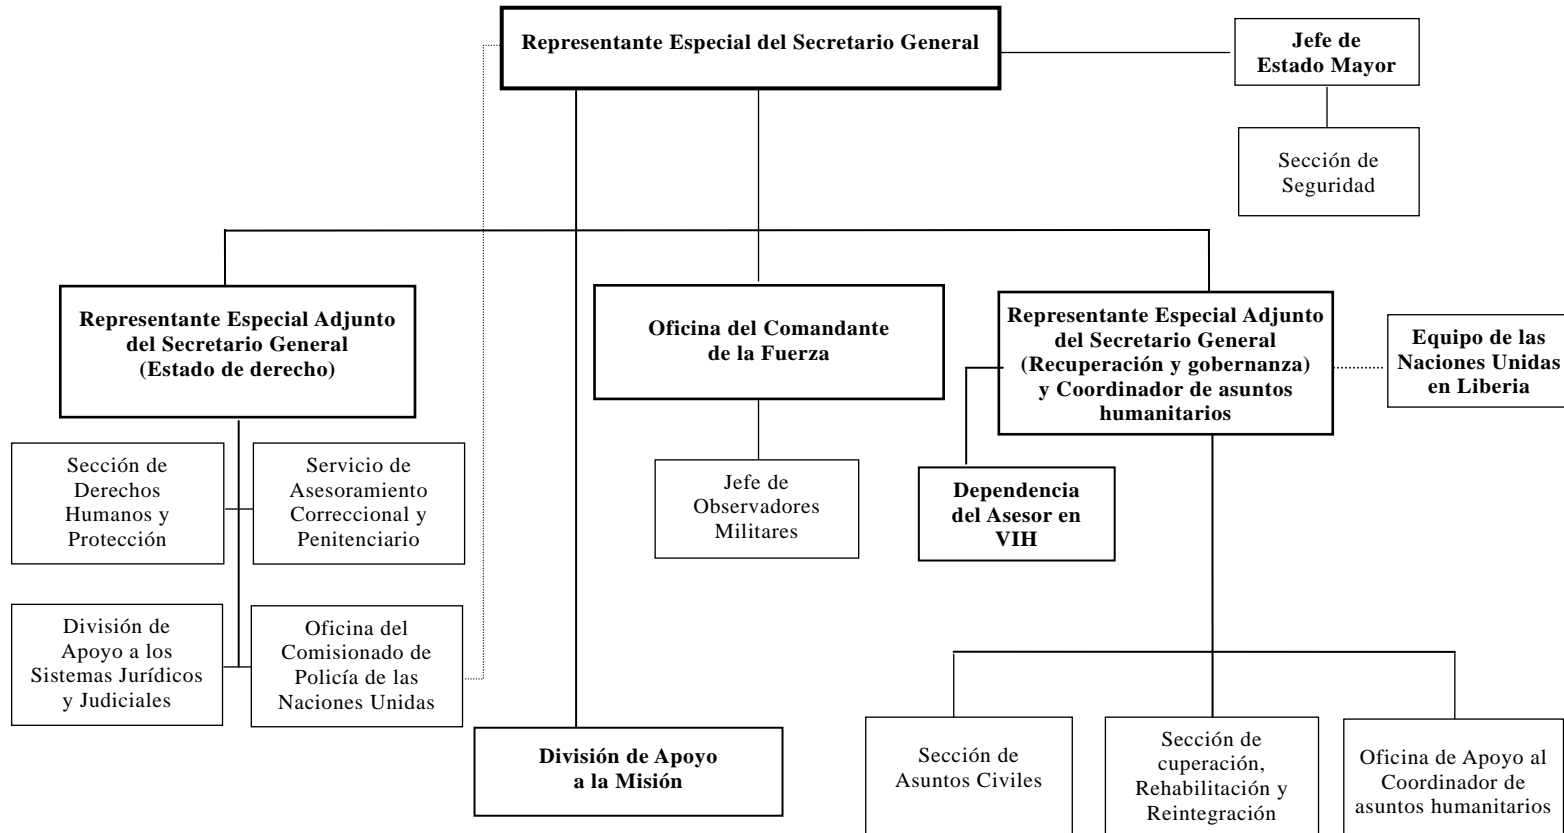 Representante Especial del Secretario General
Jefe de
Estado Mayor
Sección de
Seguridad
Representante Especial Adjunto
del Secretario General
(Estado de derecho)
Oficina del Comandante
de la Fuerza
Representante Especial Adjunto
del Secretario General
(Recuperación y gobernanza)
y Coordinador de asuntos
humanitarios
Equipo de las
Naciones Unidas
en Liberia
Sección de
Derechos
Humanos y
Protección
Servicio de
Asesoramiento
Correccional y
Penitenciario
Jefe de
Observadores
Militares
Dependencia
del Asesor en
VIH
División de
Apoyo a los
Sistemas Jurídicos
y Judiciales
Oficina del
Comisionado de
Policía de las
Naciones Unidas
División de Apoyo
a la Misión
Sección de
Asuntos Civiles
Sección de
cuperación,
Rehabilitación y
Reintegración
Oficina de Apoyo al
Coordinador de
asuntos humanitarios